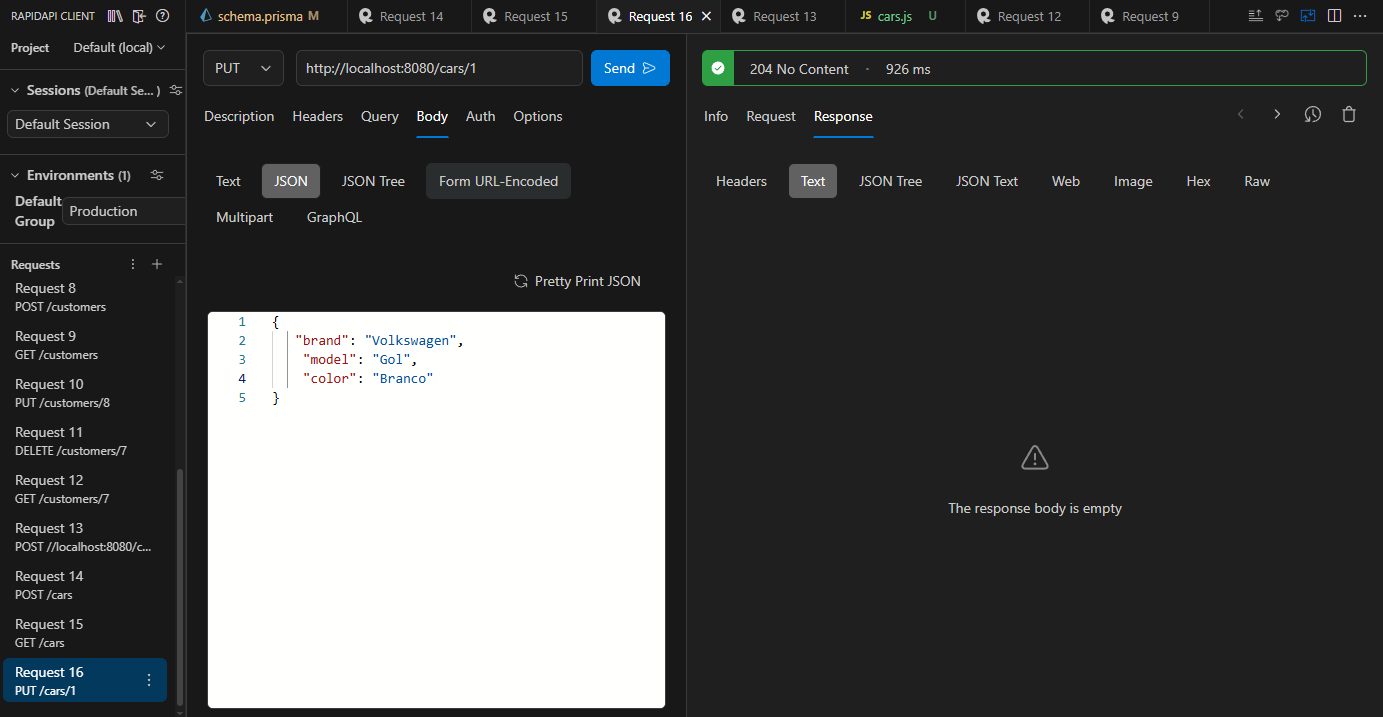 RAPIDAPI CLIENT
Project Default (local)
Sessions (Default Se... )
Default Session
Environments (1)
Default Group Production
Requests
Request 8
POST /customers
Request 9
GET /customers
Request 10
PUT /customers/8
Request 11
DELETE /customers/7
Request 12
GET /customers/7
Request 13
POST //localhost:8080/c...
Request 14
POST /cars
Request 15
GET /cars
Request 16
PUT /cars/1
schema.prisma M Request 14 Request 15 Request 16 Request 13 JS cars.js U Request 12 Request 9
PUT http://localhost:8080/cars/1 Send
Description Headers Query Body Auth Options
Text JSON JSON Tree Form URL-Encoded
Multipart GraphQL
Pretty Print JSON
1 {
2 "brand": "Volkswagen",
3 "model": "Gol",
4 "color": "Branco"
5 }
204 No Content · 926 ms
Info Request Response
Headers Text JSON Tree JSON Text Web Image Hex Raw
The response body is empty